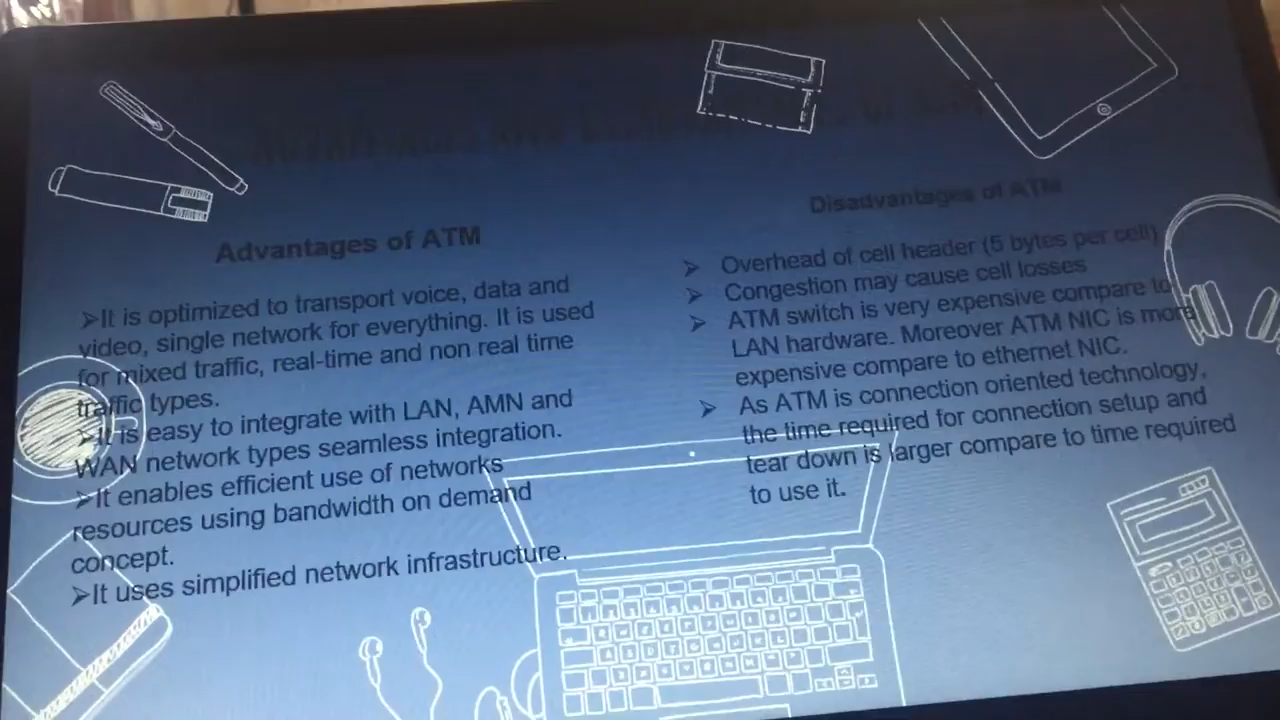 ADVANTAGES AND DISADVANTAGES OF ATM
Advantages of ATM
➢It is optimized to transport voice, data and
video, single network for everything. It is used
for mixed traffic, real-time and non real time
traffic types.
➢It is easy to integrate with LAN, AMN and
WAN network types seamless integration.
➢It enables efficient use of networks
resources using bandwidth on demand
concept.
➢It uses simplified network infrastructure.
Disadvantages of ATM
➢ Overhead of cell header (5 bytes per cell)
➢ Congestion may cause cell losses
➢ ATM switch is very expensive compare to
LAN hardware. Moreover ATM NIC is more
expensive compare to ethernet NIC.
➢ As ATM is connection oriented technology,
the time required for connection setup and
tear down is larger compare to time required
to use it.